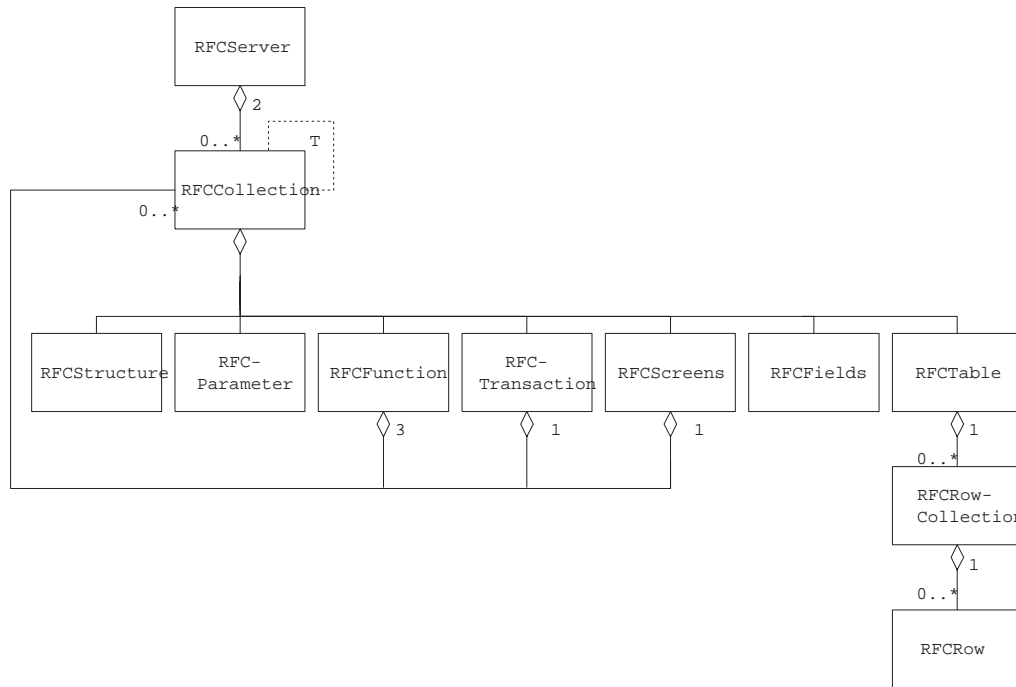 RFCServer
2
0..*
T
RFCCollection
0..*
RFCStructure
RFC-
Parameter
RFCFunction
RFC-
Transaction
RFCScreens
RFCFields
RFCTable
3
1
1
1
0..*
RFCRow-
Collection
1
0..*
RFCRow